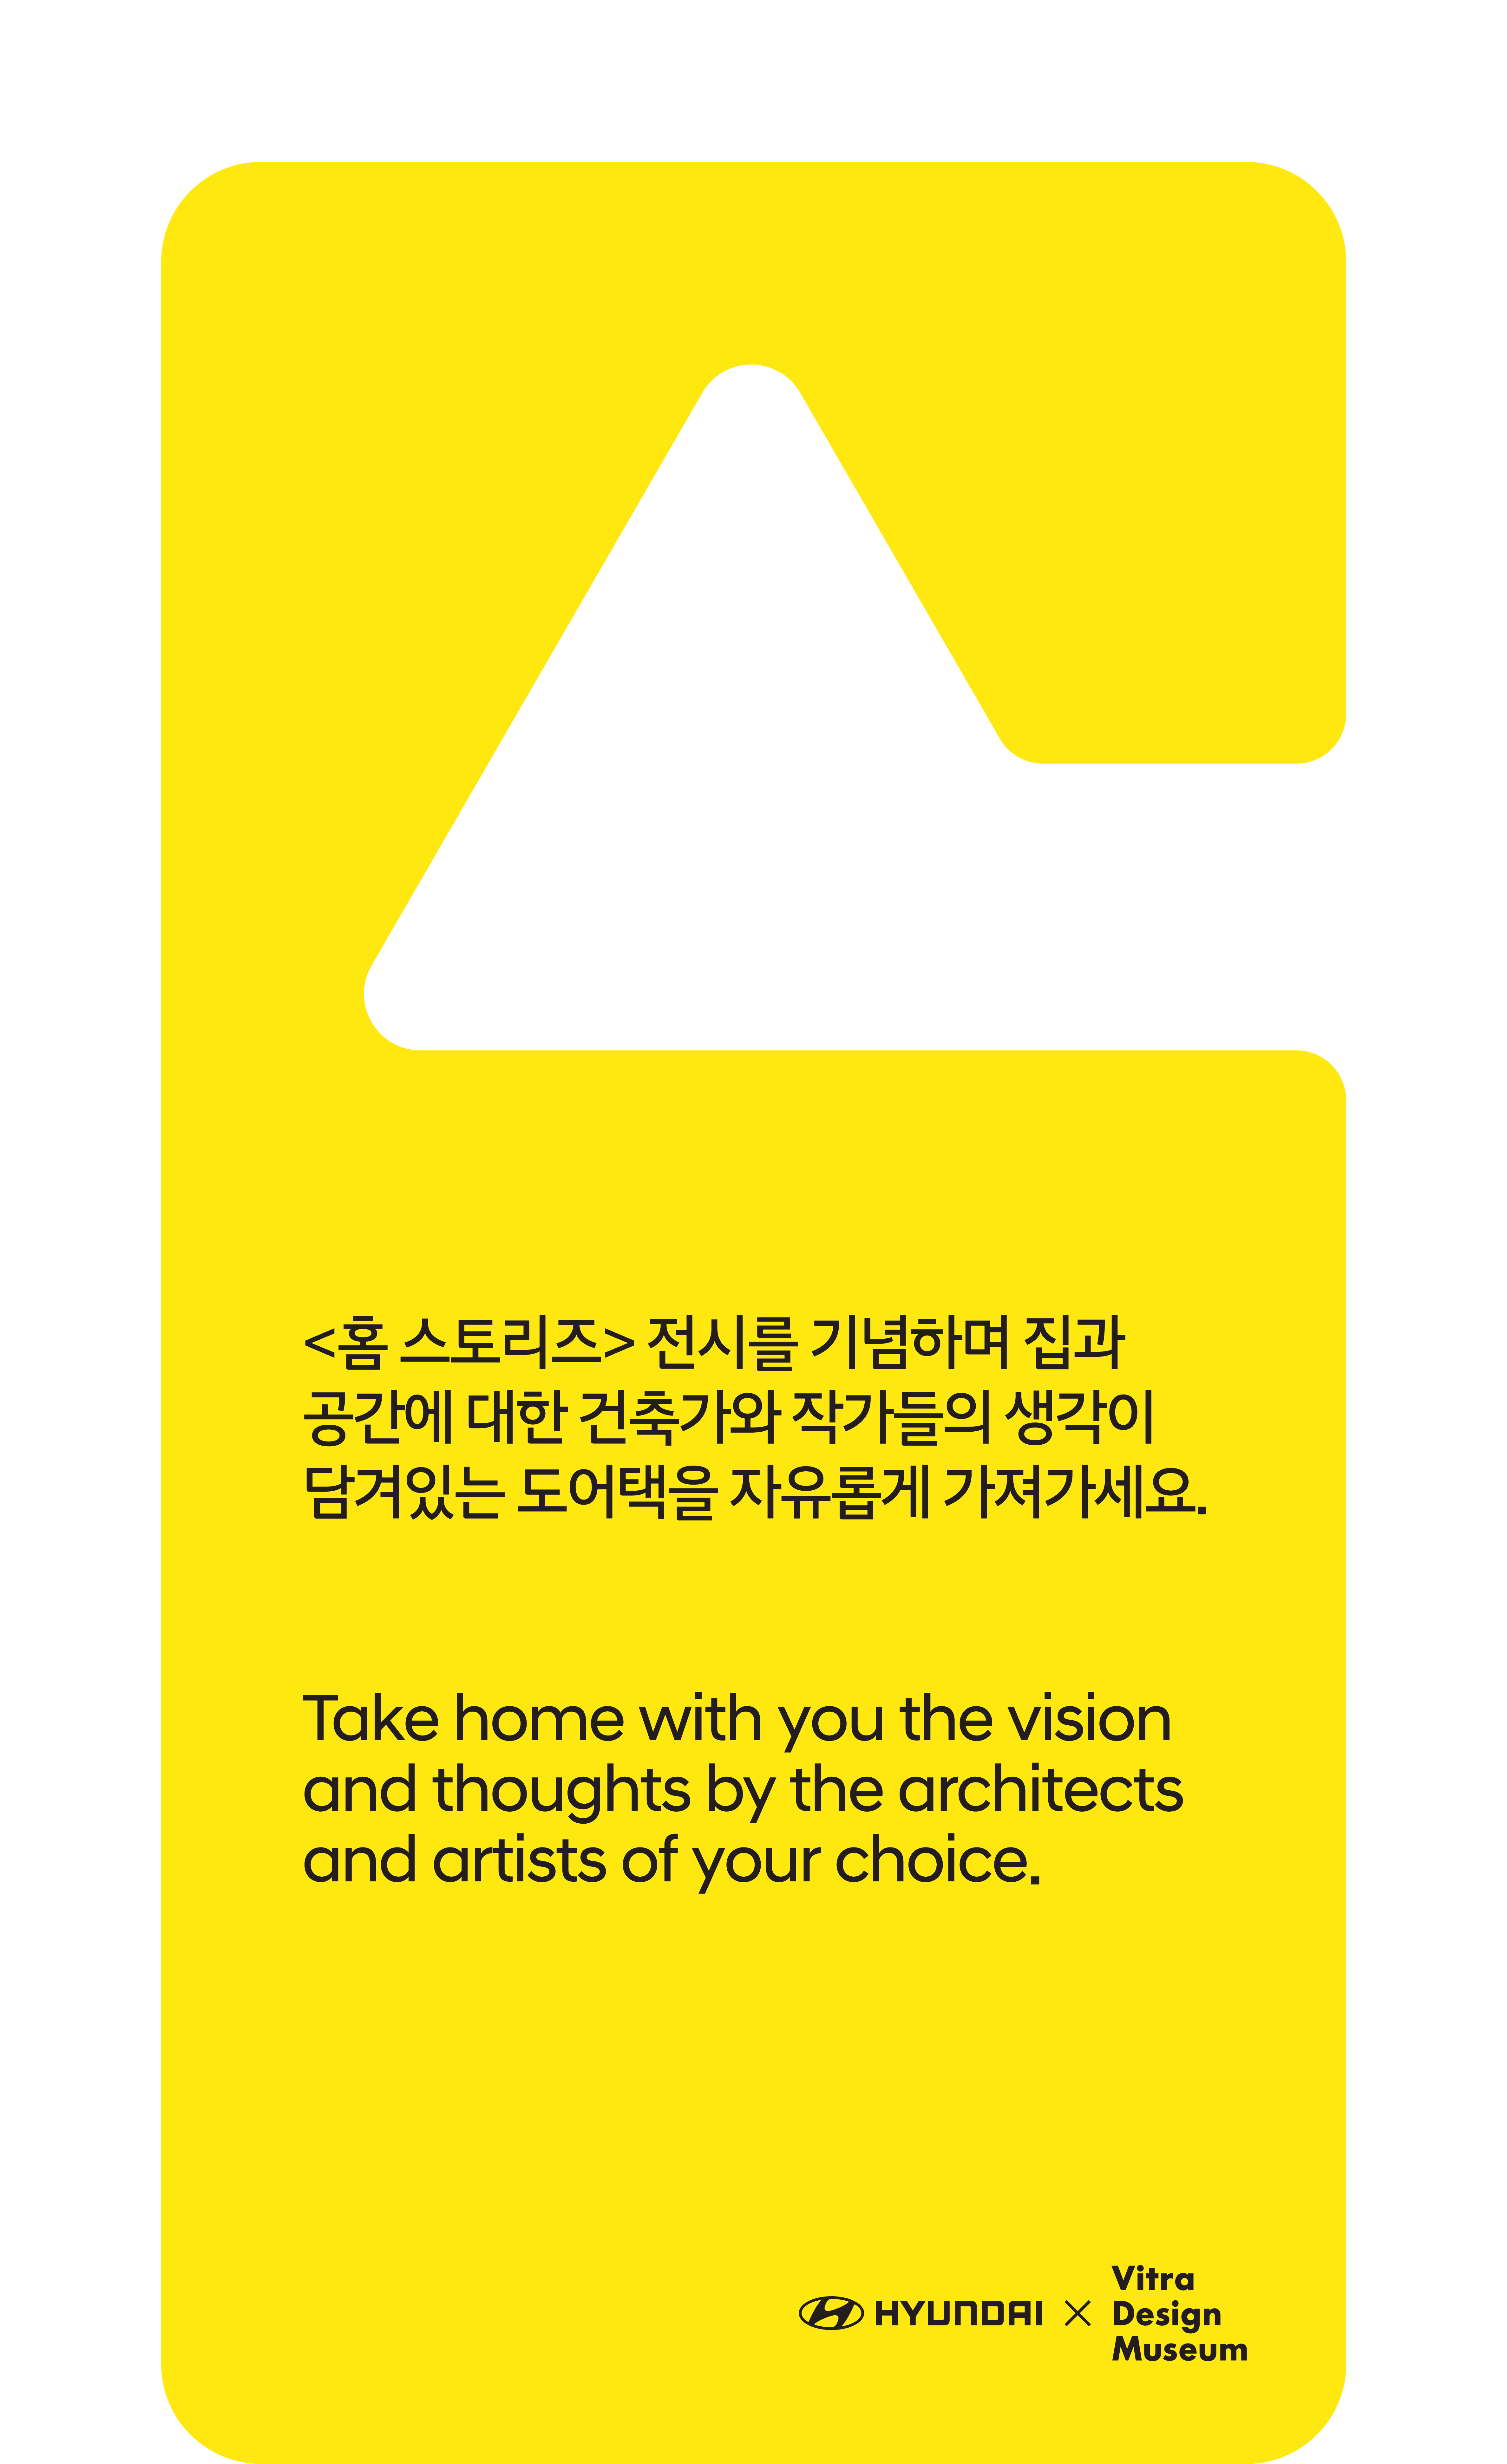 <홈 스토리즈> 전시를 기념하며 집과
공간에 대한 건축가와 작가들의 생각이
담겨있는 도어택을 자유롭게 가져가세요.
Take home with you the vision
and thoughts by the architects
and artists of your choice.
HYUNDAI × Vitra
Design
Museum